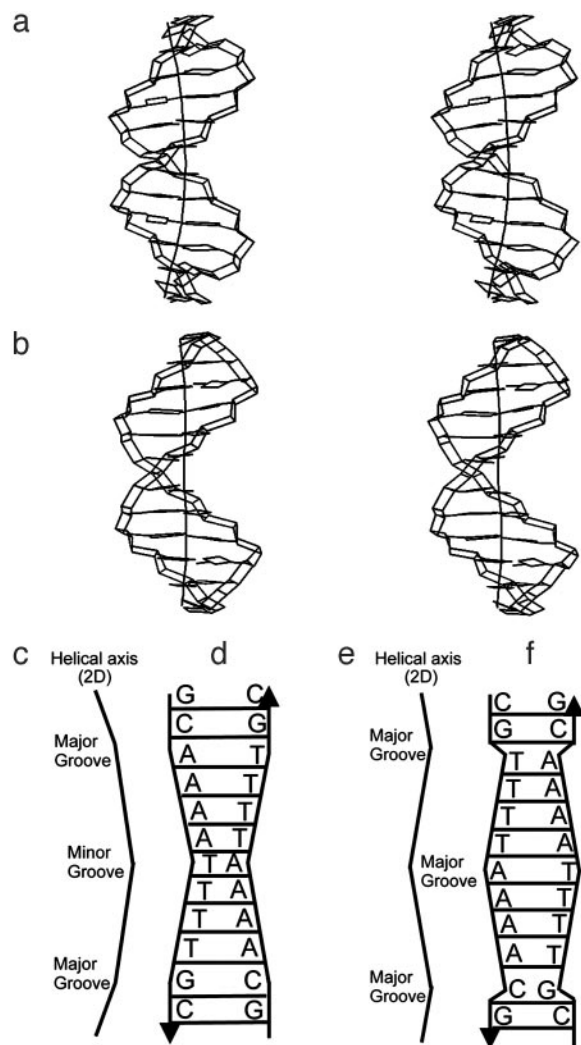 a
b
c
Helical axis
(2D)
Major
Groove
Minor
Groove
Major
Groove
d
G C
C G
A T
A T
A T
A T
T A
T A
T A
T A
G C
C G
e
Helical axis
(2D)
Major
Groove
Major
Groove
Major
Groove
f
C G
G C
T A
T A
T A
T A
A T
A T
A T
A T
C G
G C